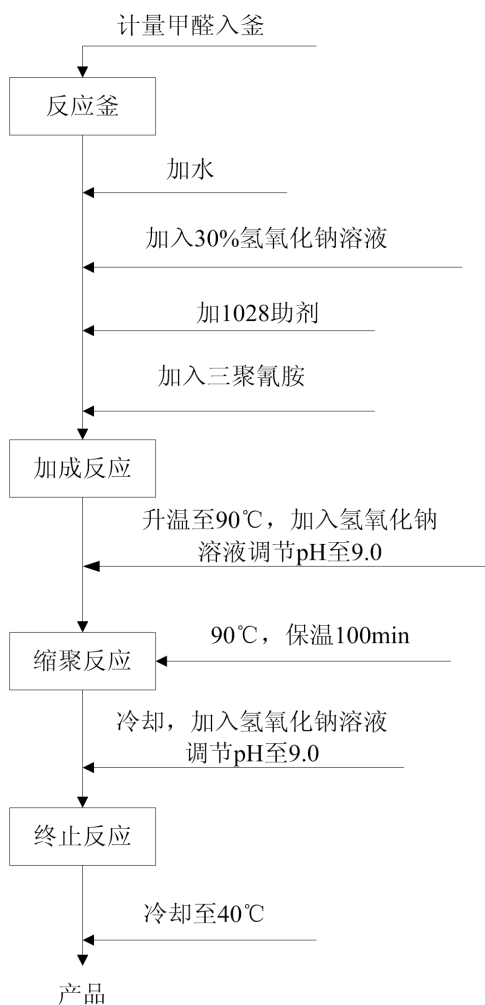 计量甲醛入釜
反应釜
加水
加入30%氢氧化钠溶液
加1028助剂
加入三聚氰胺
加成反应
升温至90℃，加入氢氧化钠
溶液调节pH至9.0
90℃，保温100min
缩聚反应
冷却，加入氢氧化钠溶液
调节pH至9.0
终止反应
冷却至40℃
产品